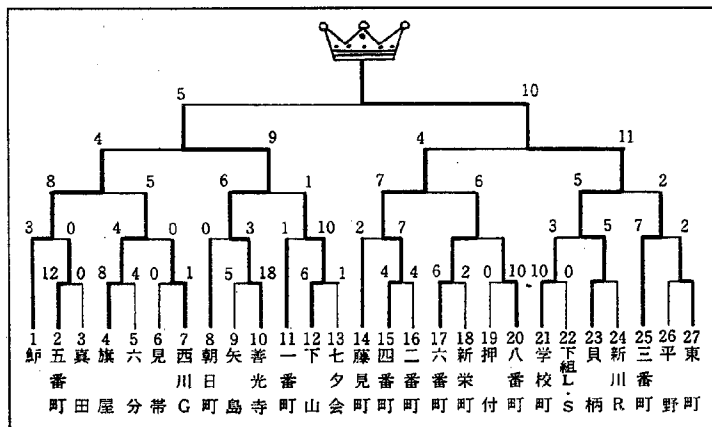 5 10
4 9 4 11
8 5 6 1 7 6 5 2
3 0 4 0 0 3 1 10 2 7 3 5 7 2
12 0 8 4 0 1 5 18 6 1 4 4 6 2 0 10 10 0
1 鰤
2 五番町
3 真田
4 旗屋
5 六分
6 見帯
7 西川G
8 朝日町
9 矢島
10 善光寺
11 一番町
12 下山
13 七夕会
14 藤見町
15 四番町
16 二番町
17 六番町
18 新栄町
19 押付
20 八番町
21 学校町
22 下組L・S
23 貝柄
24 新川R
25 三番町
26 平野
27 東町